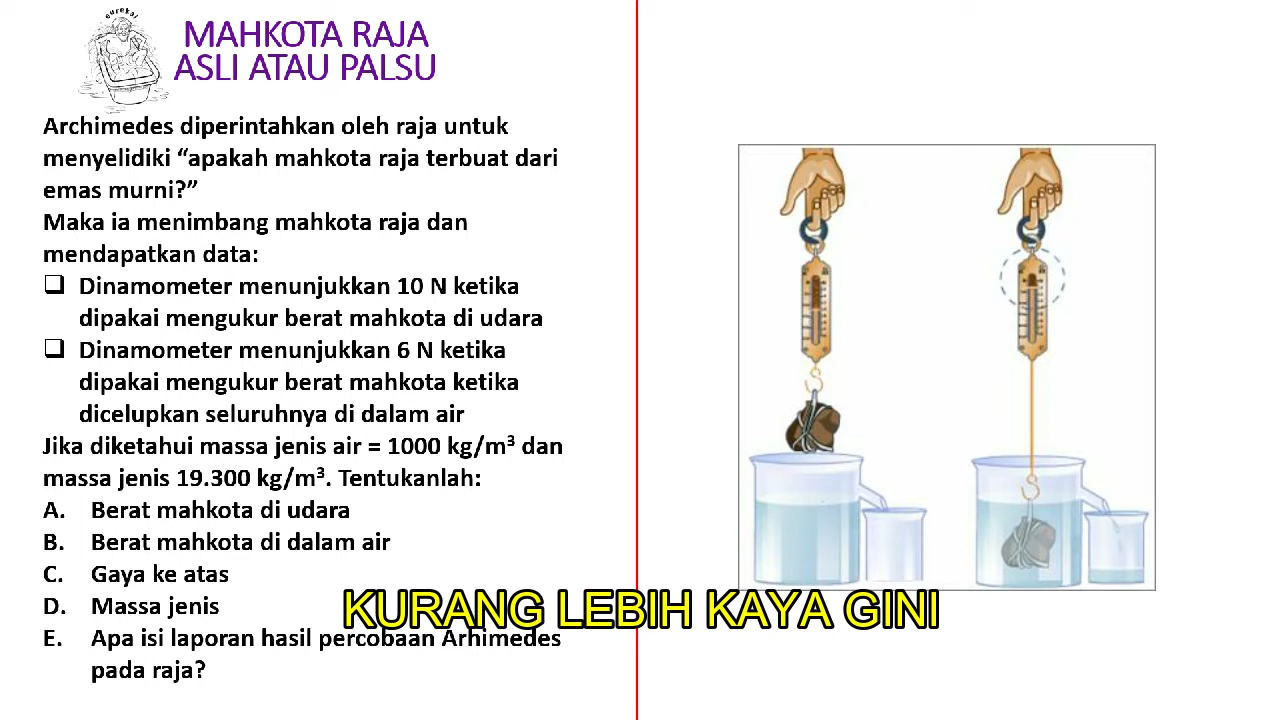 eureka!
MAHKOTA RAJA
ASLI ATAU PALSU
Archimedes diperintahkan oleh raja untuk
menyelidiki “apakah mahkota raja terbuat dari
emas murni?”
Maka ia menimbang mahkota raja dan
mendapatkan data:
❑ Dinamometer menunjukkan 10 N ketika
dipakai mengukur berat mahkota di udara
❑ Dinamometer menunjukkan 6 N ketika
dipakai mengukur berat mahkota ketika
dicelupkan seluruhnya di dalam air
Jika diketahui massa jenis air = 1000 kg/m³ dan
massa jenis 19.300 kg/m³. Tentukanlah:
A. Berat mahkota di udara
B. Berat mahkota di dalam air
C. Gaya ke atas
D. Massa jenis
KURANG LEBIH KAYA GINI
E. Apa isi laporan hasil percobaan Arhimedes
pada raja?